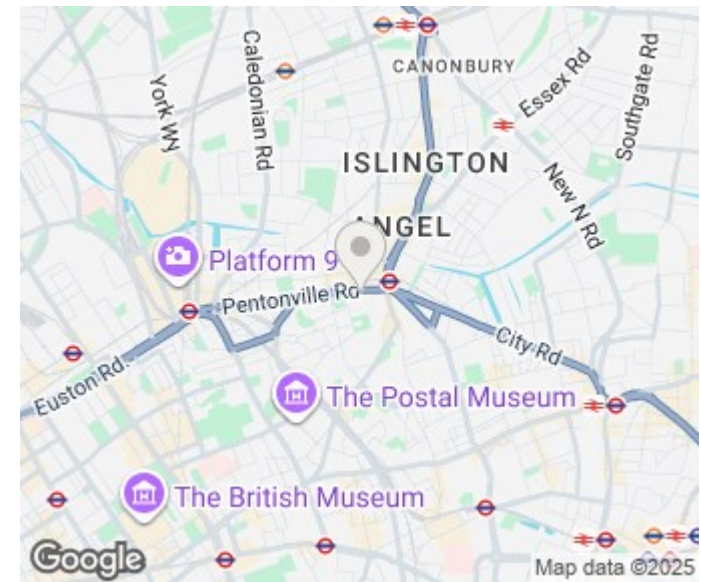 CANONBURY
Caledonian Rd
York Wy
Essex Rd
Southgate Rd
ISLINGTON
New N Rd
ANGEL
Platform 9
Pentonville Rd
City Rd
Euston Rd.
The Postal Museum
The British Museum
Google
Map data ©2025